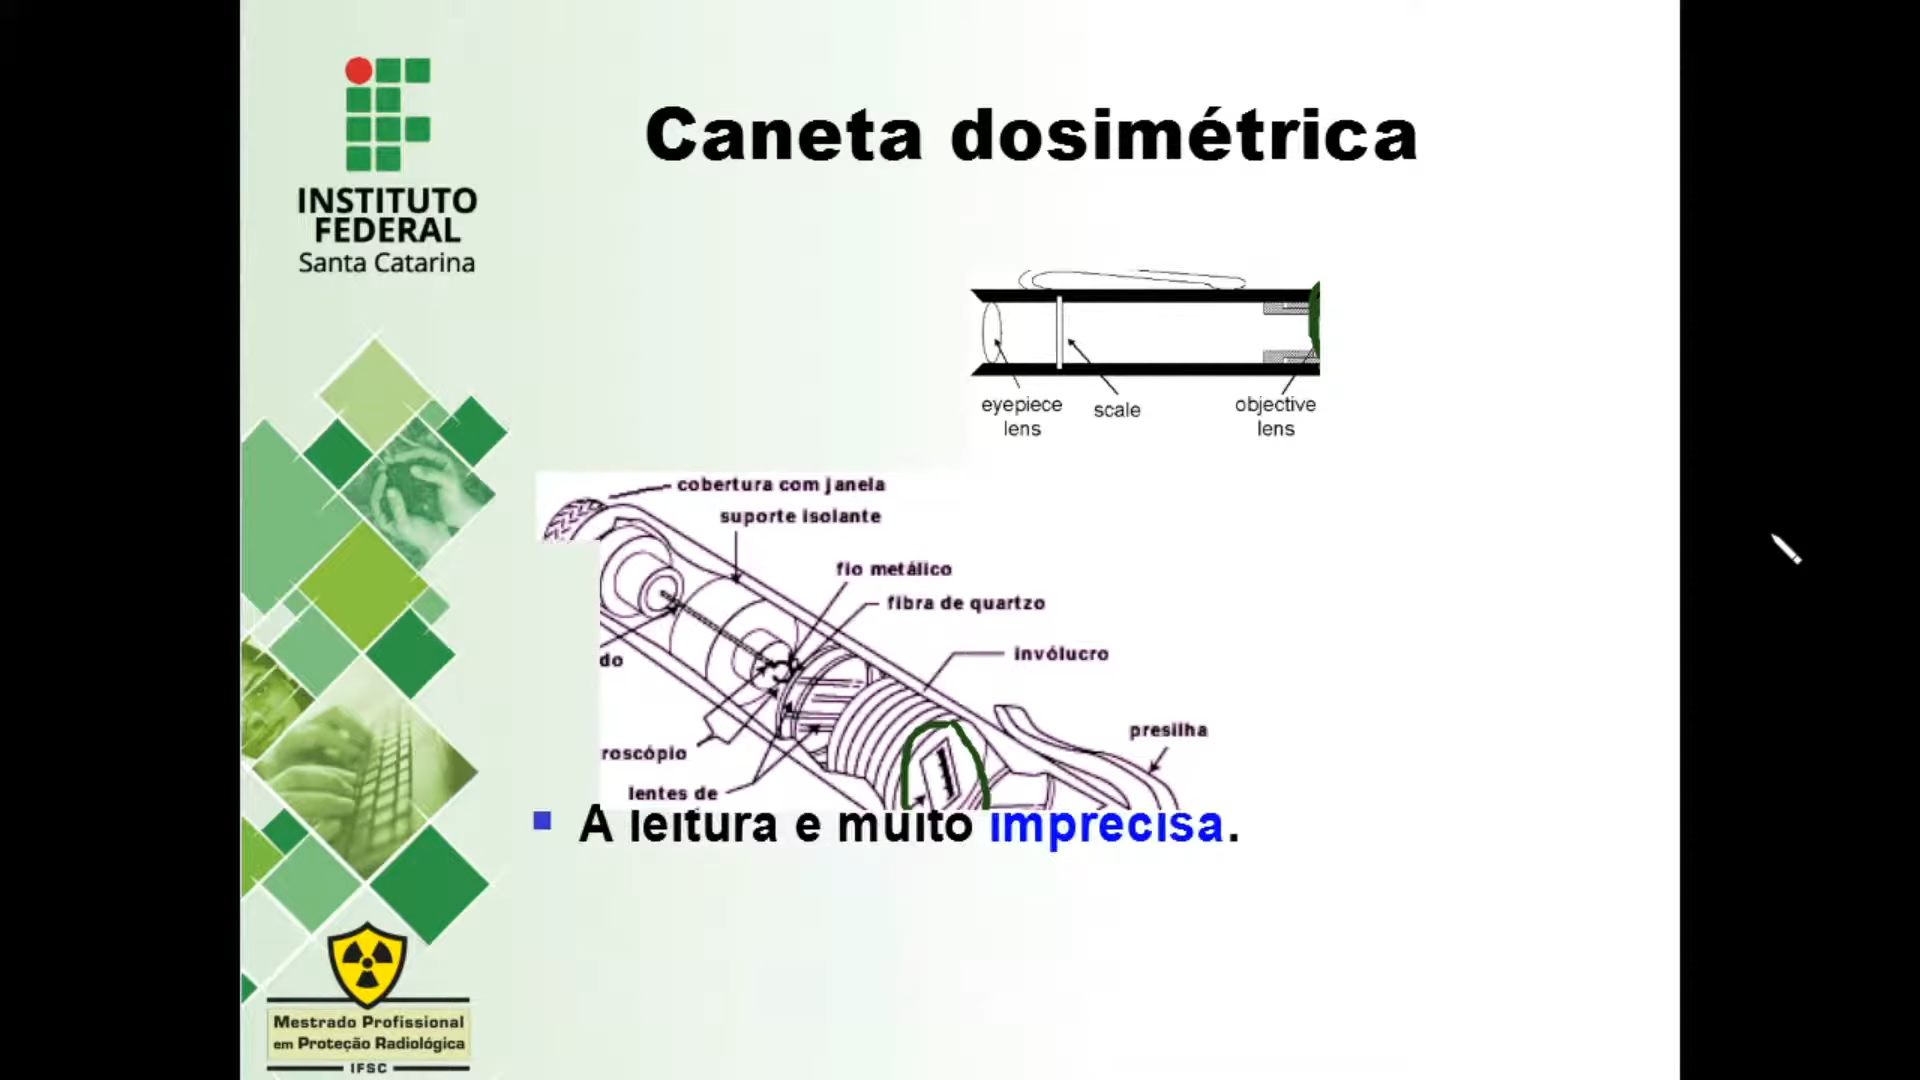 INSTITUTO
FEDERAL
Santa Catarina
Caneta dosimétrica
eyepiece
lens
scale
objective
lens
cobertura com janela
suporte isolante
fio metálico
fibra de quartzo
do
invólucro
presilha
roscópio
lentes de
A leitura e muito imprecisa.
Mestrado Profissional
em Proteção Radiológica
IFSC